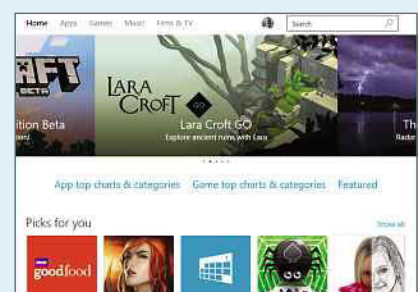 Home Apps Games Music Films & TV Search
AFT
BETA
ition Beta
LARA
CROFT GO
Lara Croft GO
Explore ancient ruins with Lara
Th
Radar
App top charts & categories Game top charts & categories Featured
Picks for you Show all
BBC
goodfood